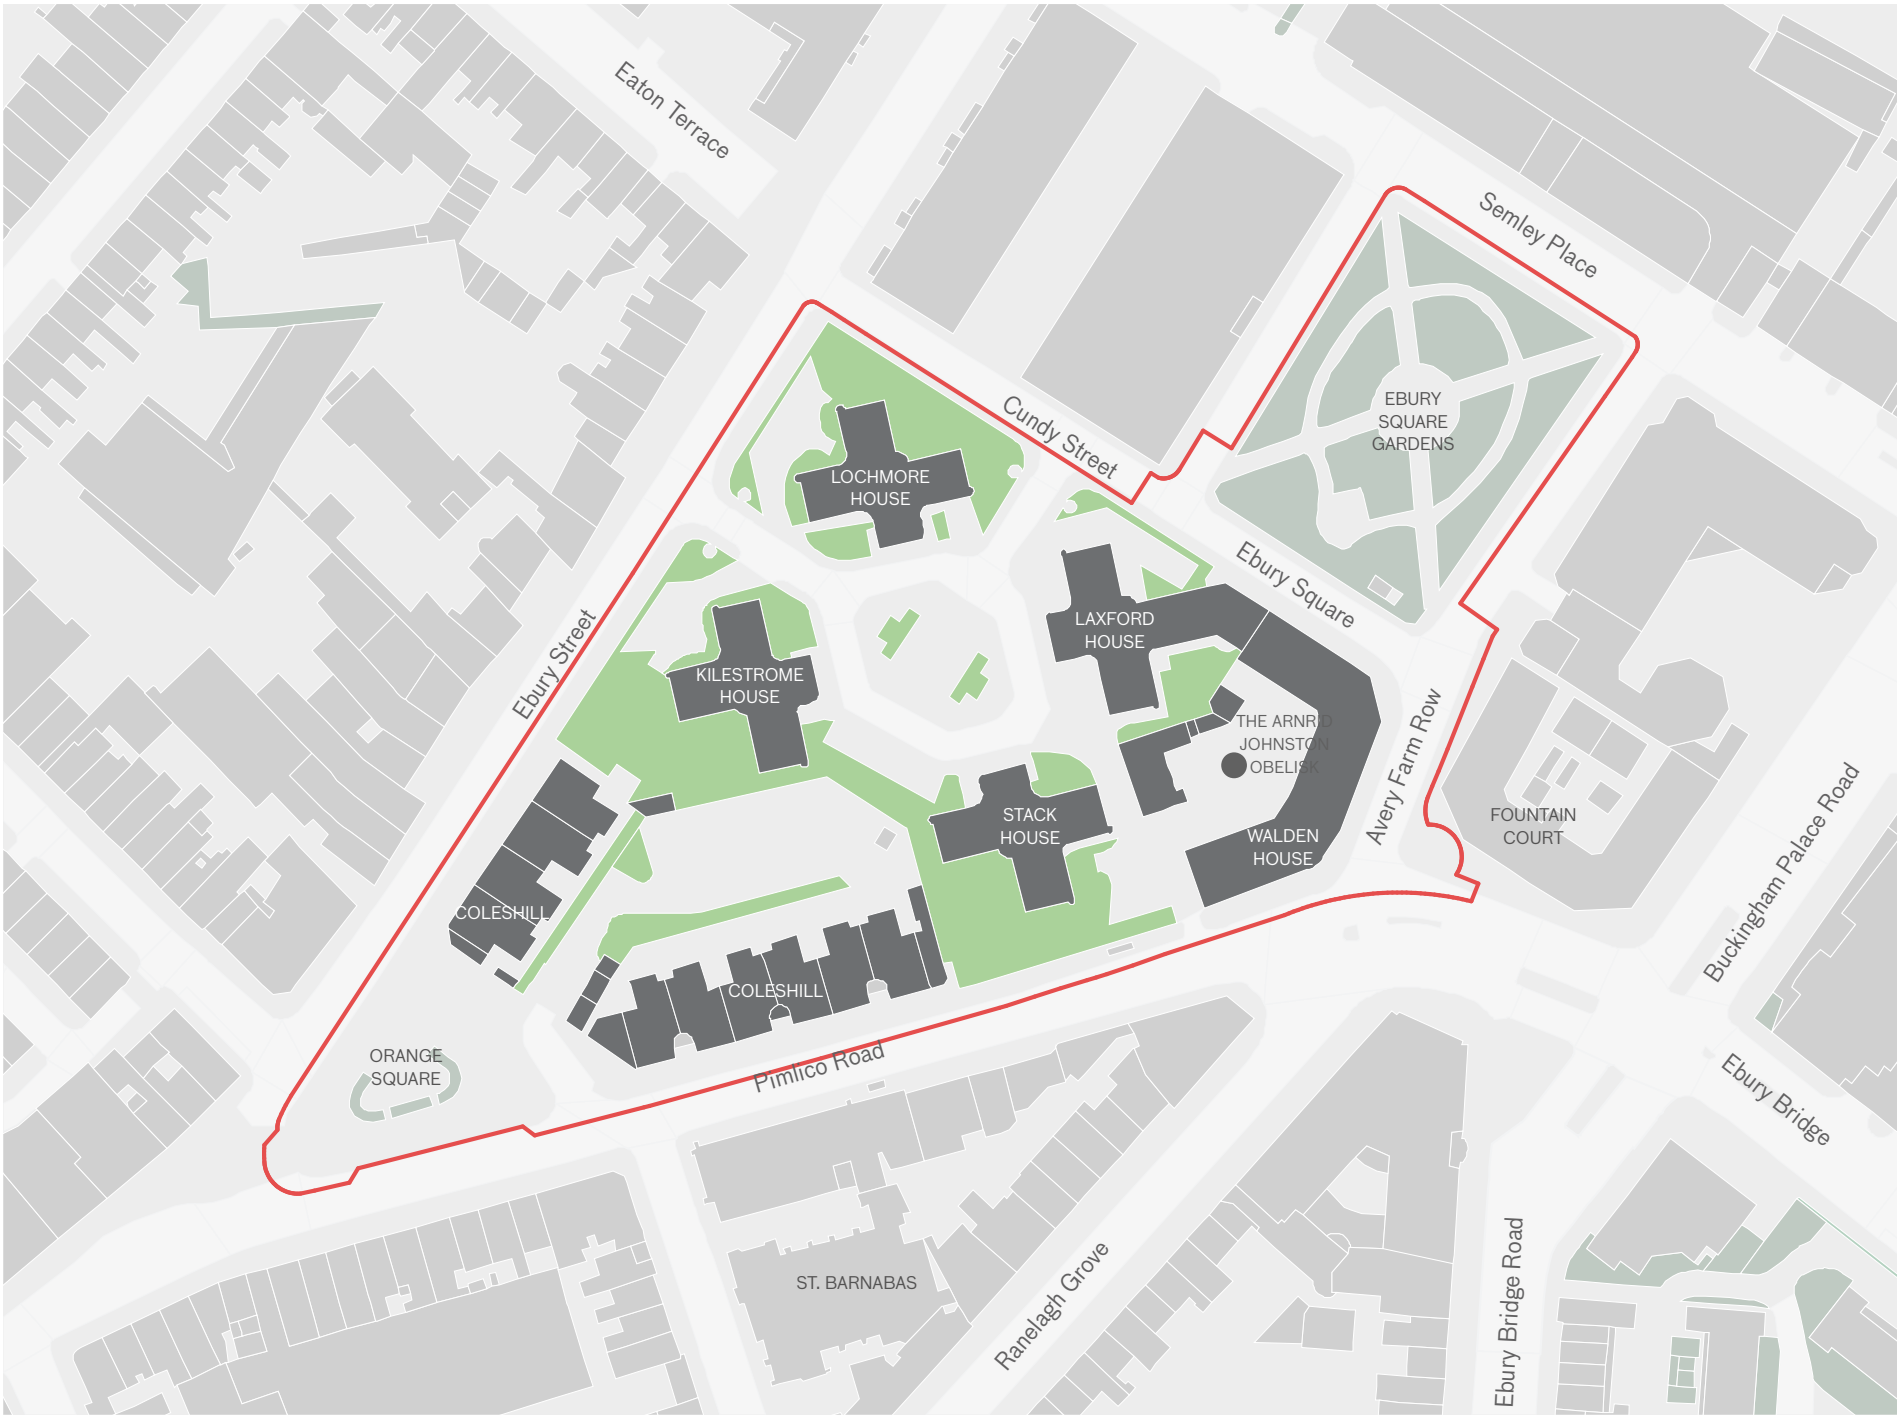 Eaton Terrace
Semley Place
EBURY
SQUARE
GARDENS
Cundy Street
LOCHMORE
HOUSE
Ebury Square
LAXFORD
HOUSE
Ebury Street
KILESTROME
HOUSE
THE ARNRID
JOHNSTON
OBELISK
Avery Farm Row
STACK
HOUSE
WALDEN
HOUSE
FOUNTAIN
COURT
Buckingham Palace Road
COLESHILL
COLESHILL
ORANGE
SQUARE
Pimlico Road
Ebury Bridge
ST. BARNABAS
Ranelagh Grove
Ebury Bridge Road